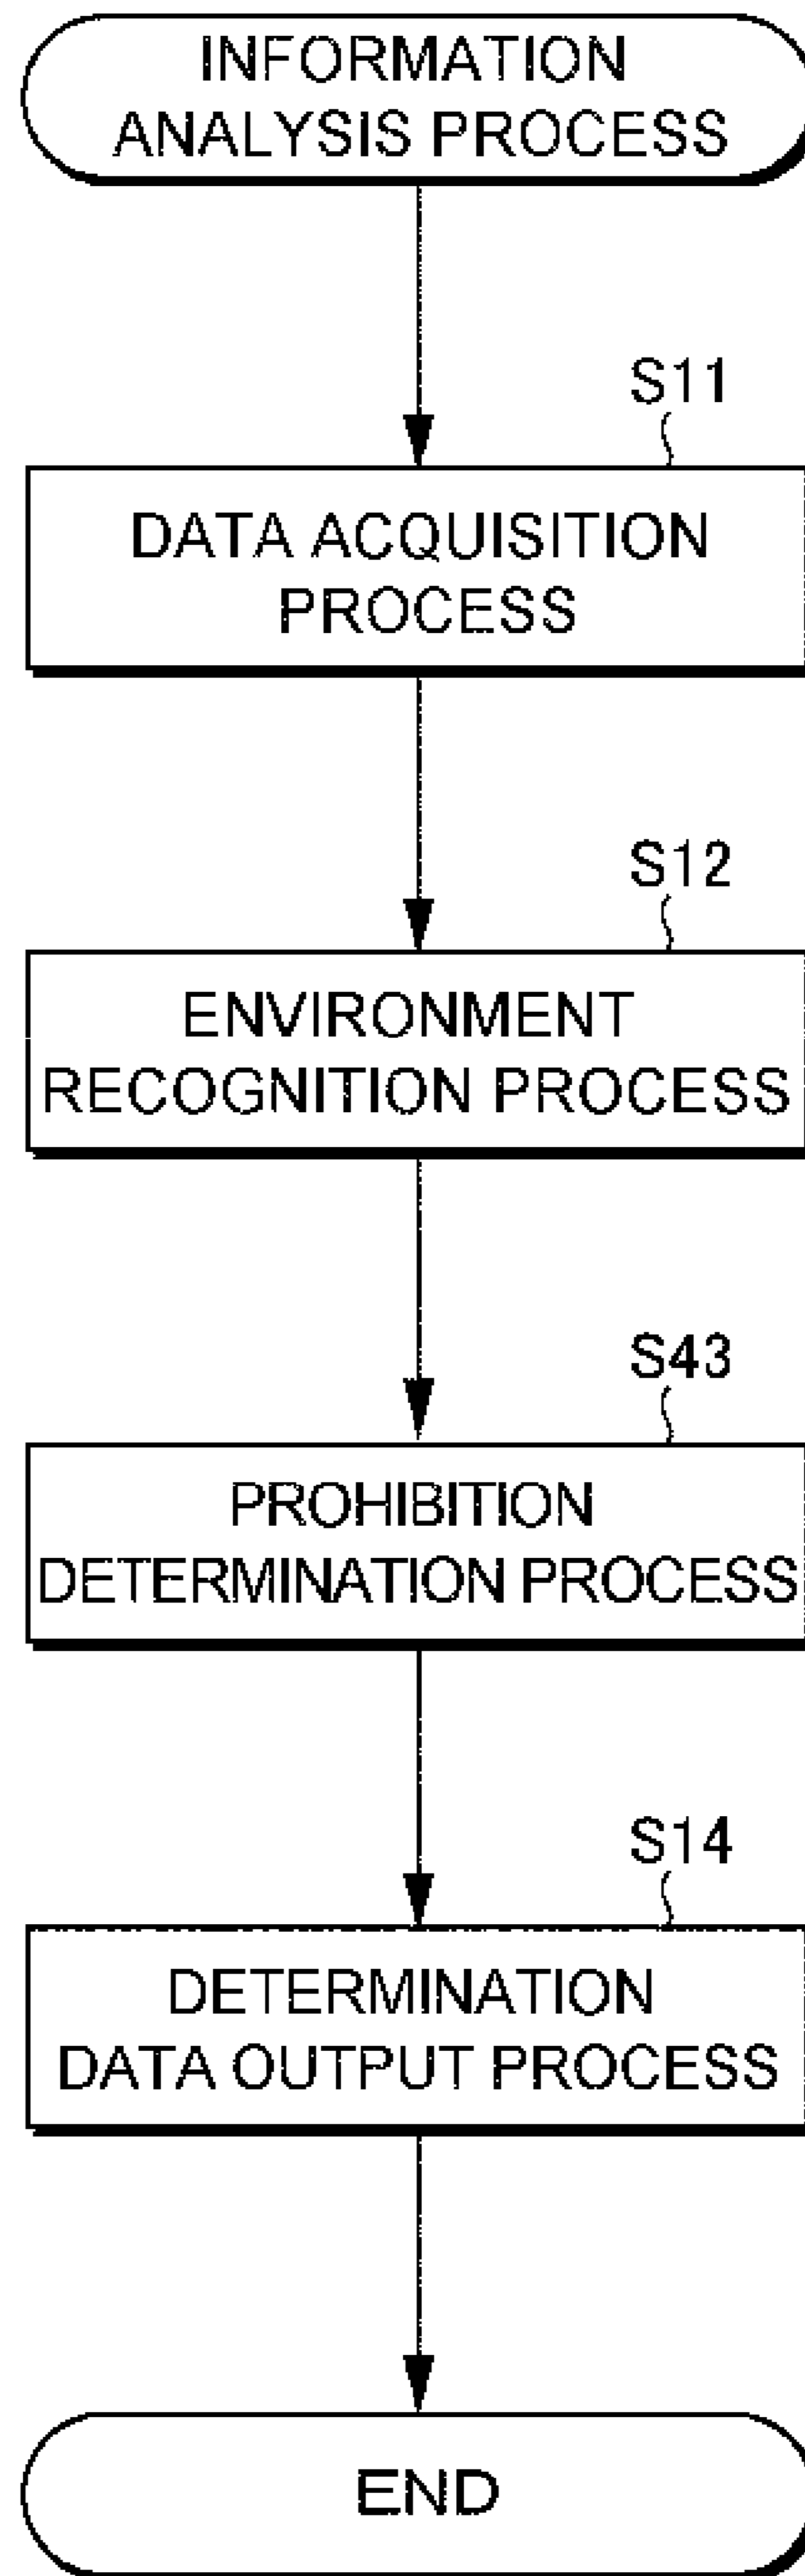 INFORMATION
ANALYSIS PROCESS
S11
DATA ACQUISITION
PROCESS
S12
ENVIRONMENT
RECOGNITION PROCESS
S43
PROHIBITION
DETERMINATION PROCESS
S14
DETERMINATION
DATA OUTPUT PROCESS
END